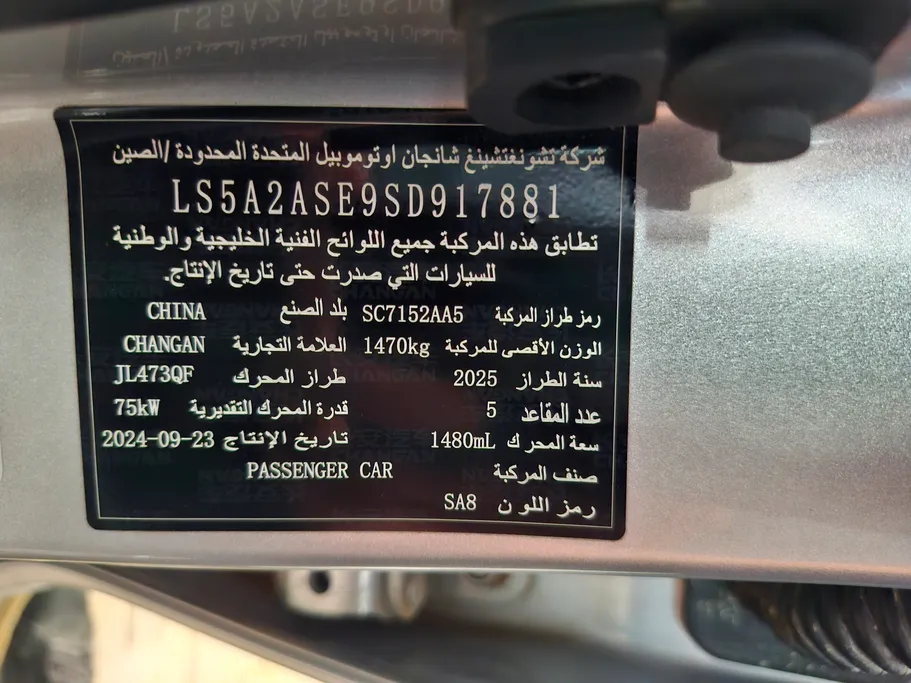 شركة تشونغتشينغ شانجان اوتوموبيل المتحدة المحدودة /الصين
LS5A2ASE9SD917881
تطابق هذه المركبة جميع اللوائح الفنية الخليجية والوطنية
للسيارات التي صدرت حتى تاريخ الإنتاج.
رمز طراز المركبة SC7152AA5 بلد الصنع CHINA
الوزن الأقصى للمركبة 1470kg العلامة التجارية CHANGAN
سنة الطراز 2025 طراز المحرك JL473QF
عدد المقاعد 5 قدرة المحرك التقديرية 75kW
سعة المحرك 1480mL تاريخ الإنتاج 2024-09-23
صنف المركبة PASSENGER CAR
رمز اللون SA8